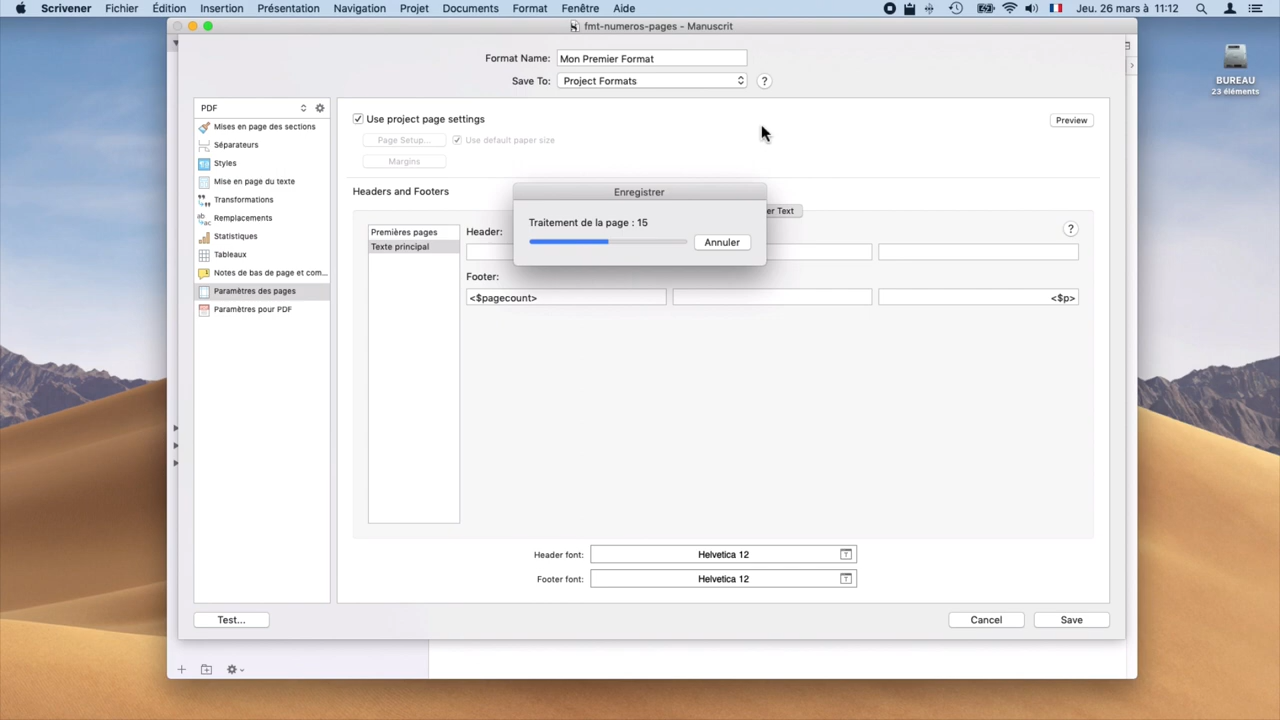 Scrivener Fichier Édition Insertion Présentation Navigation Projet Documents Format Fenêtre Aide Jeu. 26 mars à 11:12
fmt-numeros-pages - Manuscrit
Format Name: Mon Premier Format
Save To: Project Formats ?
BUREAU
23 éléments
PDF
Mises en page des sections
Séparateurs
Styles
Mise en page du texte
Transformations
Remplacements
Statistiques
Tableaux
Notes de bas de page et com...
Paramètres des pages
Paramètres pour PDF
Use project page settings
Preview
Page Setup... Use default paper size
Margins
Headers and Footers
er Text
Premières pages
Texte principal
Header: ?
Footer:
<$pagecount> <$p>
Enregistrer
Traitement de la page : 15
Annuler
Header font: Helvetica 12
Footer font: Helvetica 12
Test... Cancel Save